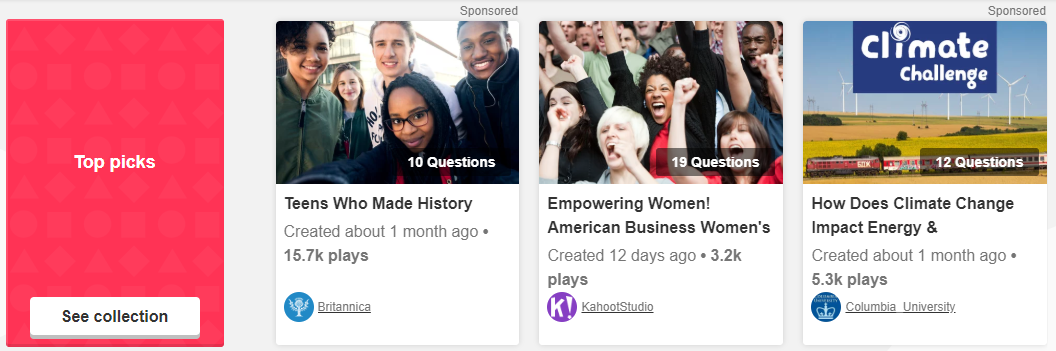 Top picks
See collection
Sponsored
10 Questions
Teens Who Made History
Created about 1 month ago •
15.7k plays
Britannica
19 Questions
Empowering Women!
American Business Women's
Created 12 days ago • 3.2k
plays
K!
KahootStudio
Sponsored
Climate
Challenge
12 Questions
How Does Climate Change
Impact Energy &
Created about 1 month ago •
5.3k plays
Columbia_University